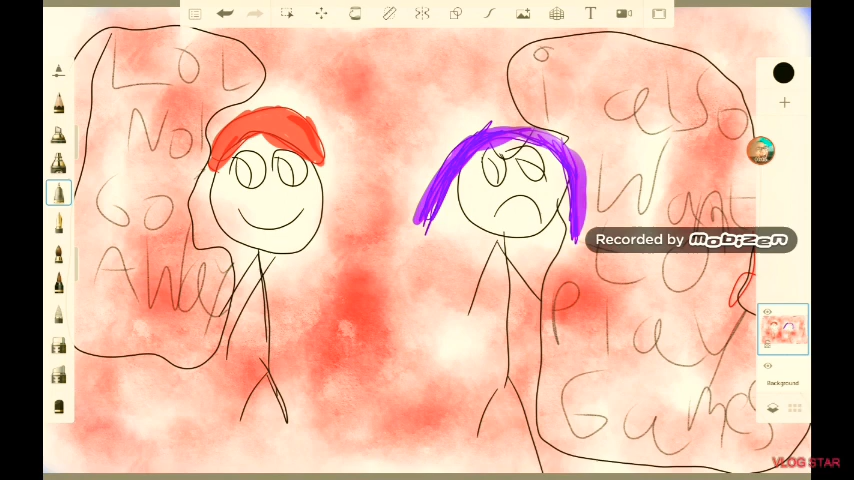 LOL
No!
Go
Away
i also
Want
to
Play
Games
Recorded by Mobizen
Background
VLOG STAR